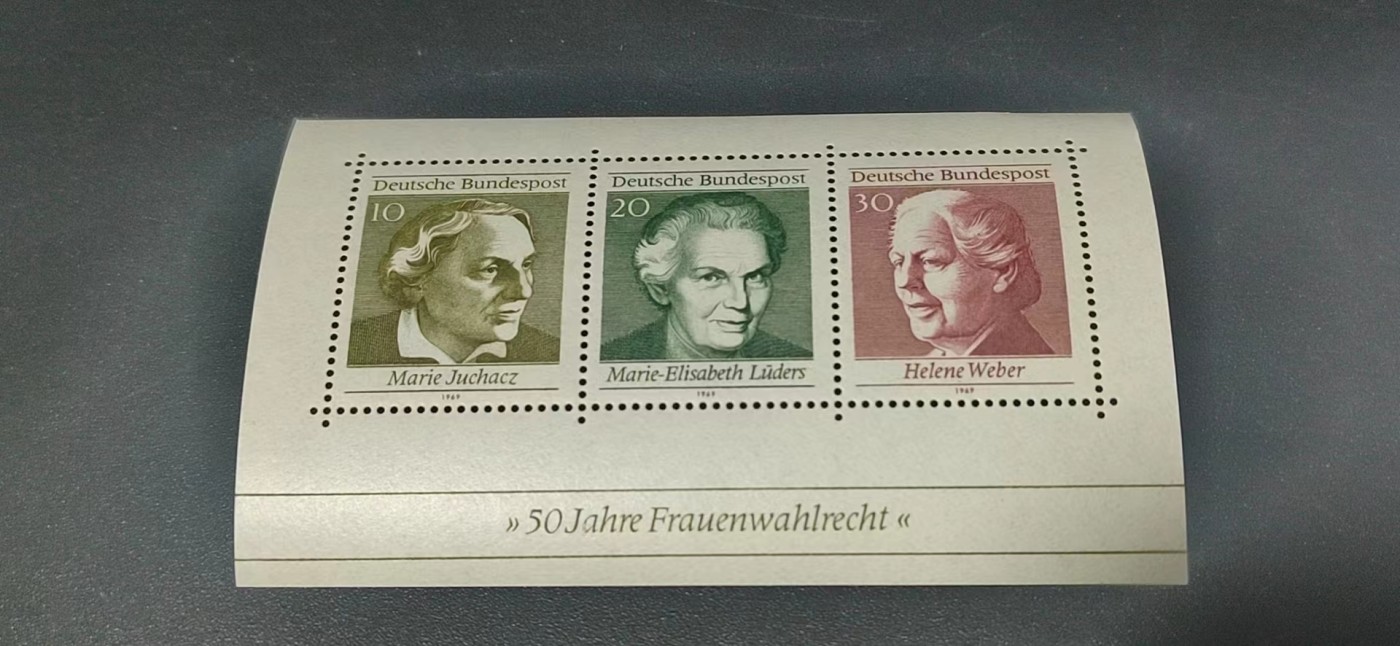 Deutsche Bundespost
10
Marie Juchacz
1969
Deutsche Bundespost
20
Marie-Elisabeth Lüders
1969
Deutsche Bundespost
30
Helene Weber
1969
» 50 Jahre Frauenwahlrecht «